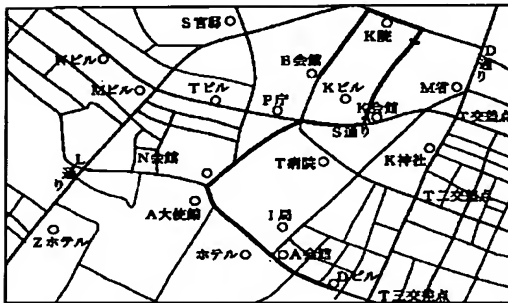 S官邸
K院
D通り
Nビル
B会館
Mビル
Tビル
Kビル
M省
P庁
K会館
S通り
T交差点
L通り
N会館
T病院
K神社
T二交差点
A大使館
I局
Zホテル
ホテル
A会館
Dビル
T三交差点